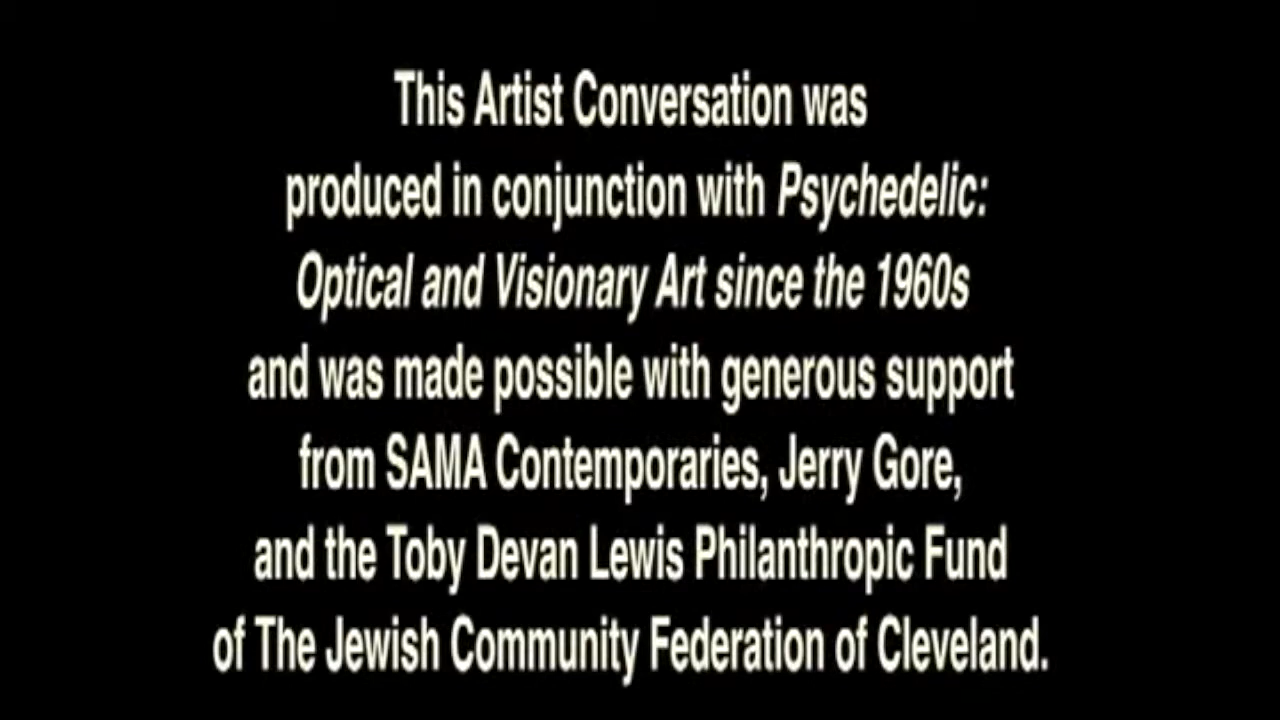 This Artist Conversation was
produced in conjunction with Psychedelic:
Optical and Visionary Art since the 1960s
and was made possible with generous support
from SAMA Contemporaries, Jerry Gore,
and the Toby Devan Lewis Philanthropic Fund
of The Jewish Community Federation of Cleveland.